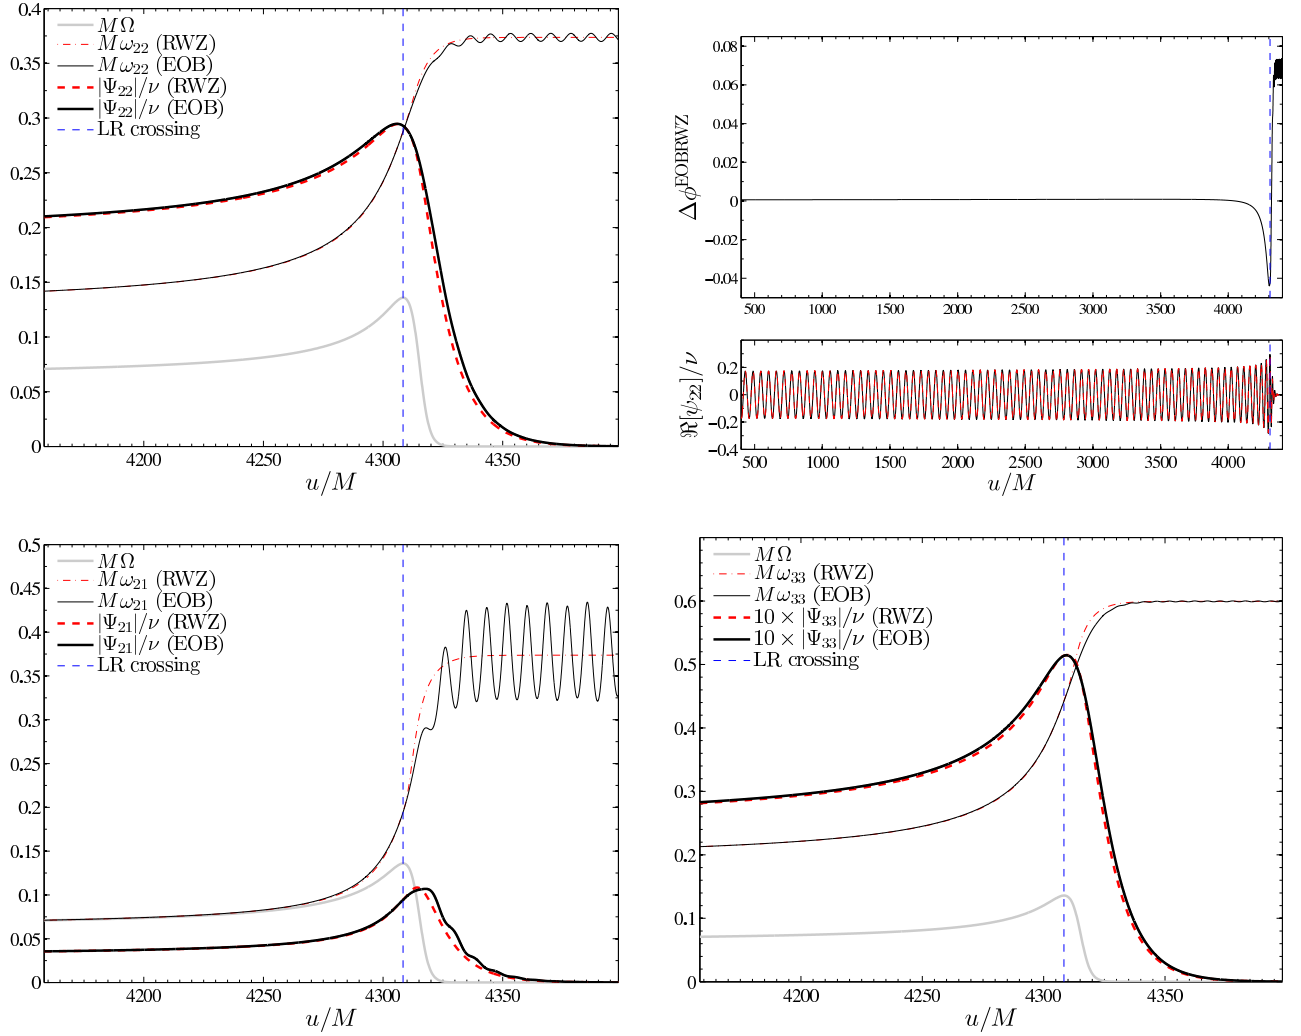 0.4
0.35
0.3
0.25
0.2
0.15
0.1
0.05
0
MΩ
Mω₂₂ (RWZ)
Mω₂₂ (EOB)
|Ψ₂₂|/ν (RWZ)
|Ψ₂₂|/ν (EOB)
LR crossing
4200 4250 4300 4350
u/M
0.08
0.06
0.04
0.02
0
−0.02
−0.04
Δϕ^EOBRWZ
500 1000 1500 2000 2500 3000 3500 4000
0.2
0
−0.2
−0.4
ℜ[ψ₂₂]/ν
500 1000 1500 2000 2500 3000 3500 4000
u/M
0.5
0.45
0.4
0.35
0.3
0.25
0.2
0.15
0.1
0.05
0
MΩ
Mω₂₁ (RWZ)
Mω₂₁ (EOB)
|Ψ₂₁|/ν (RWZ)
|Ψ₂₁|/ν (EOB)
LR crossing
4200 4250 4300 4350
u/M
0.6
0.5
0.4
0.3
0.2
0.1
0
MΩ
Mω₃₃ (RWZ)
Mω₃₃ (EOB)
10 × |Ψ₃₃|/ν (RWZ)
10 × |Ψ₃₃|/ν (EOB)
LR crossing
4200 4250 4300 4350
u/M